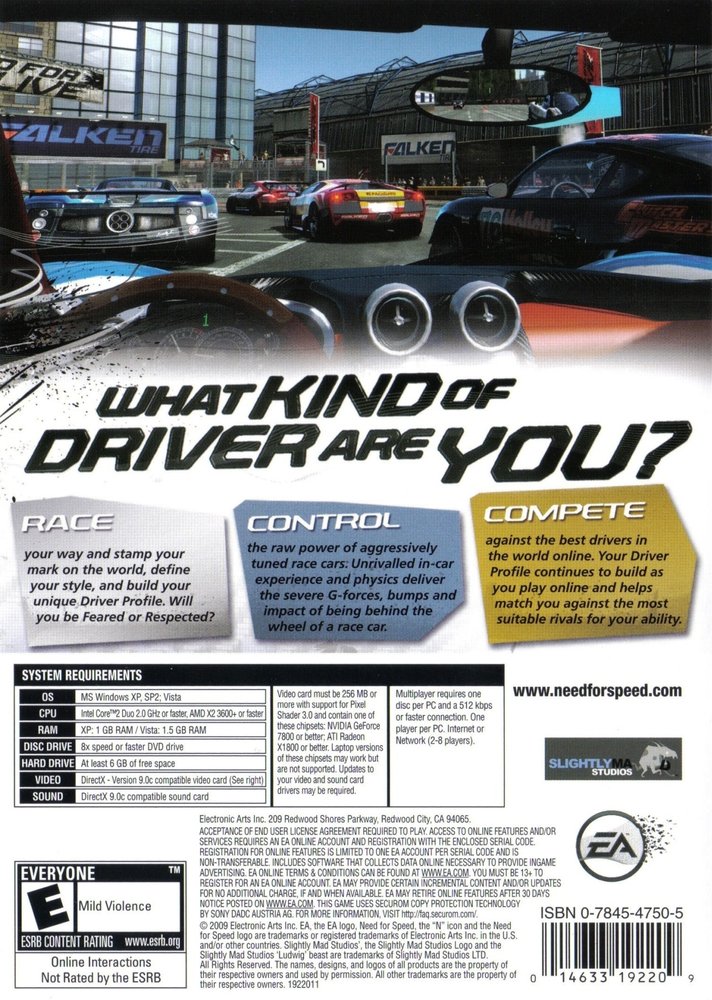 D FOR
LIVE
FALKEN
TIRE
FALKEN
1
WHAT KIND OF
DRIVER ARE YOU?
RACE
your way and stamp your
mark on the world, define
your style, and build your
unique Driver Profile. Will
you be Feared or Respected?
CONTROL
the raw power of aggressively
tuned race cars. Unrivalled in-car
experience and physics deliver
the severe G-forces, bumps and
impact of being behind the
wheel of a race car.
COMPETE
against the best drivers in
the world online. Your Driver
Profile continues to build as
you play online and helps
match you against the most
suitable rivals for your ability.
SYSTEM REQUIREMENTS
OS MS Windows XP, SP2; Vista
CPU Intel Core™2 Duo 2.0 GHz or faster, AMD X2 3600+ or faster
RAM XP: 1 GB RAM / Vista: 1.5 GB RAM
DISC DRIVE 8x speed or faster DVD drive
HARD DRIVE At least 6 GB of free space
VIDEO DirectX - Version 9.0c compatible video card (See right)
SOUND DirectX 9.0c compatible sound card
Video card must be 256 MB or
more with support for Pixel
Shader 3.0 and contain one of
these chipsets: NVIDIA GeForce
7800 or better; ATI Radeon
X1800 or better. Laptop versions
of these chipsets may work but
are not supported. Updates to
your video and sound card
drivers may be required.
Multiplayer requires one
disc per PC and a 512 kbps
or faster connection. One
player per PC. Internet or
Network (2-8 players).
www.needforspeed.com
SLIGHTLY MAD
STUDIOS
EA
Electronic Arts Inc. 209 Redwood Shores Parkway, Redwood City, CA 94065.
ACCEPTANCE OF END USER LICENSE AGREEMENT REQUIRED TO PLAY. ACCESS TO ONLINE FEATURES AND/OR
SERVICES REQUIRES AN EA ONLINE ACCOUNT AND REGISTRATION WITH THE ENCLOSED SERIAL CODE.
REGISTRATION FOR ONLINE FEATURES IS LIMITED TO ONE EA ACCOUNT PER SERIAL CODE AND IS
NON-TRANSFERABLE. INCLUDES SOFTWARE THAT COLLECTS DATA ONLINE NECESSARY TO PROVIDE INGAME
ADVERTISING. EA ONLINE TERMS & CONDITIONS CAN BE FOUND AT WWW.EA.COM. YOU MUST BE 13+ TO
REGISTER FOR AN EA ONLINE ACCOUNT. EA MAY PROVIDE CERTAIN INCREMENTAL CONTENT AND/OR UPDATES
FOR NO ADDITIONAL CHARGE, IF AND WHEN AVAILABLE. EA MAY RETIRE ONLINE FEATURES AFTER 30 DAYS
NOTICE POSTED ON WWW.EA.COM. THIS GAME USES SECUROM COPY PROTECTION TECHNOLOGY
BY SONY DADC AUSTRIA AG. FOR MORE INFORMATION, VISIT http://faq.securom.com/.
© 2009 Electronic Arts Inc. EA, the EA logo, Need for Speed, the "N" icon and the Need
for Speed logo are trademarks or registered trademarks of Electronic Arts Inc. in the U.S.
and/or other countries. Slightly Mad Studios', the Slightly Mad Studios Logo and the
Slightly Mad Studios 'Ludwig' beast are trademarks of Slightly Mad Studios LTD.
All Rights Reserved. The names, designs, and logos of all products are the property of
their respective owners and used by permission. All other trademarks are the property of
their respective owners. 1922011
EVERYONE
E
TM
Mild Violence
ESRB CONTENT RATING www.esrb.org
Online Interactions
Not Rated by the ESRB
ISBN 0-7845-4750-5
0 14633 19220 9